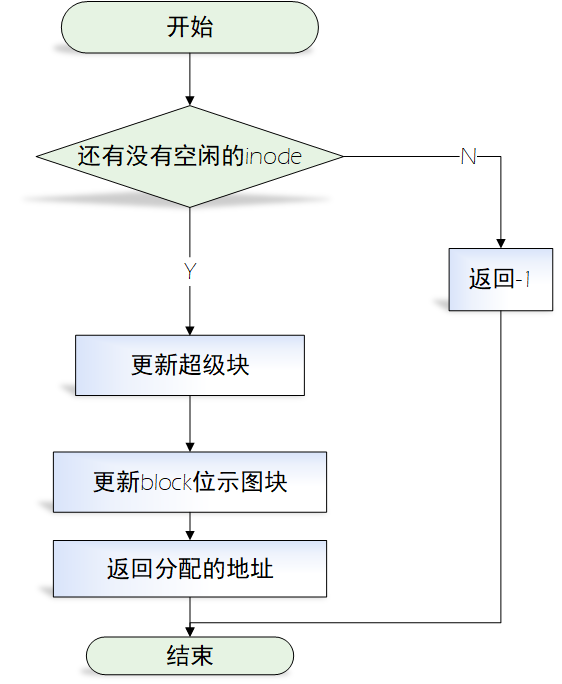 开始
还有没有空闲的inode
N
Y
返回-1
更新超级块
更新block位示图块
返回分配的地址
结束